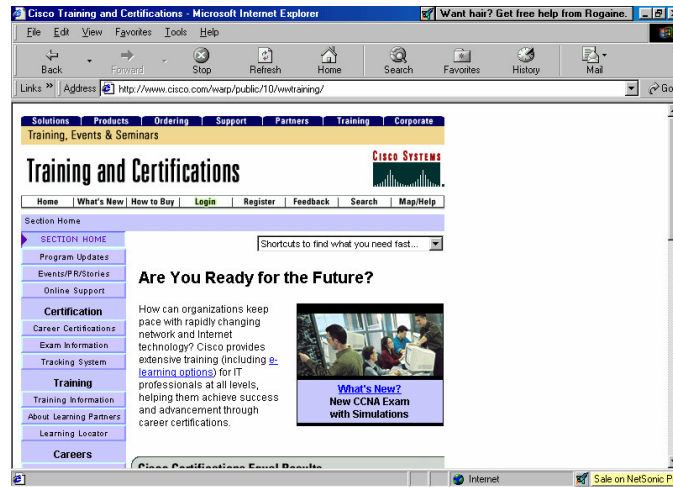 Cisco Training and Certifications - Microsoft Internet Explorer
Want hair? Get free help from Rogaine.
File Edit View Favorites Tools Help
Back Forward Stop Refresh Home Search Favorites History Mail
Links » Address http://www.cisco.com/warp/public/10/wwtraining/ Go
Solutions Products Ordering Support Partners Training Corporate
Training, Events & Seminars
Training and Certifications
CISCO SYSTEMS
Home What's New How to Buy Login Register Feedback Search Map/Help
Section Home
SECTION HOME
Program Updates
Events/PR/Stories
Online Support
Certification
Career Certifications
Exam Information
Tracking System
Training
Training Information
About Learning Partners
Learning Locator
Careers
Shortcuts to find what you need fast...
Are You Ready for the Future?
How can organizations keep
pace with rapidly changing
network and Internet
technology? Cisco provides
extensive training (including e-
learning options) for IT
professionals at all levels,
helping them achieve success
and advancement through
career certifications.
What's New?
New CCNA Exam
with Simulations
Cisco Certifications Equal Results
Internet
Sale on NetSonic P